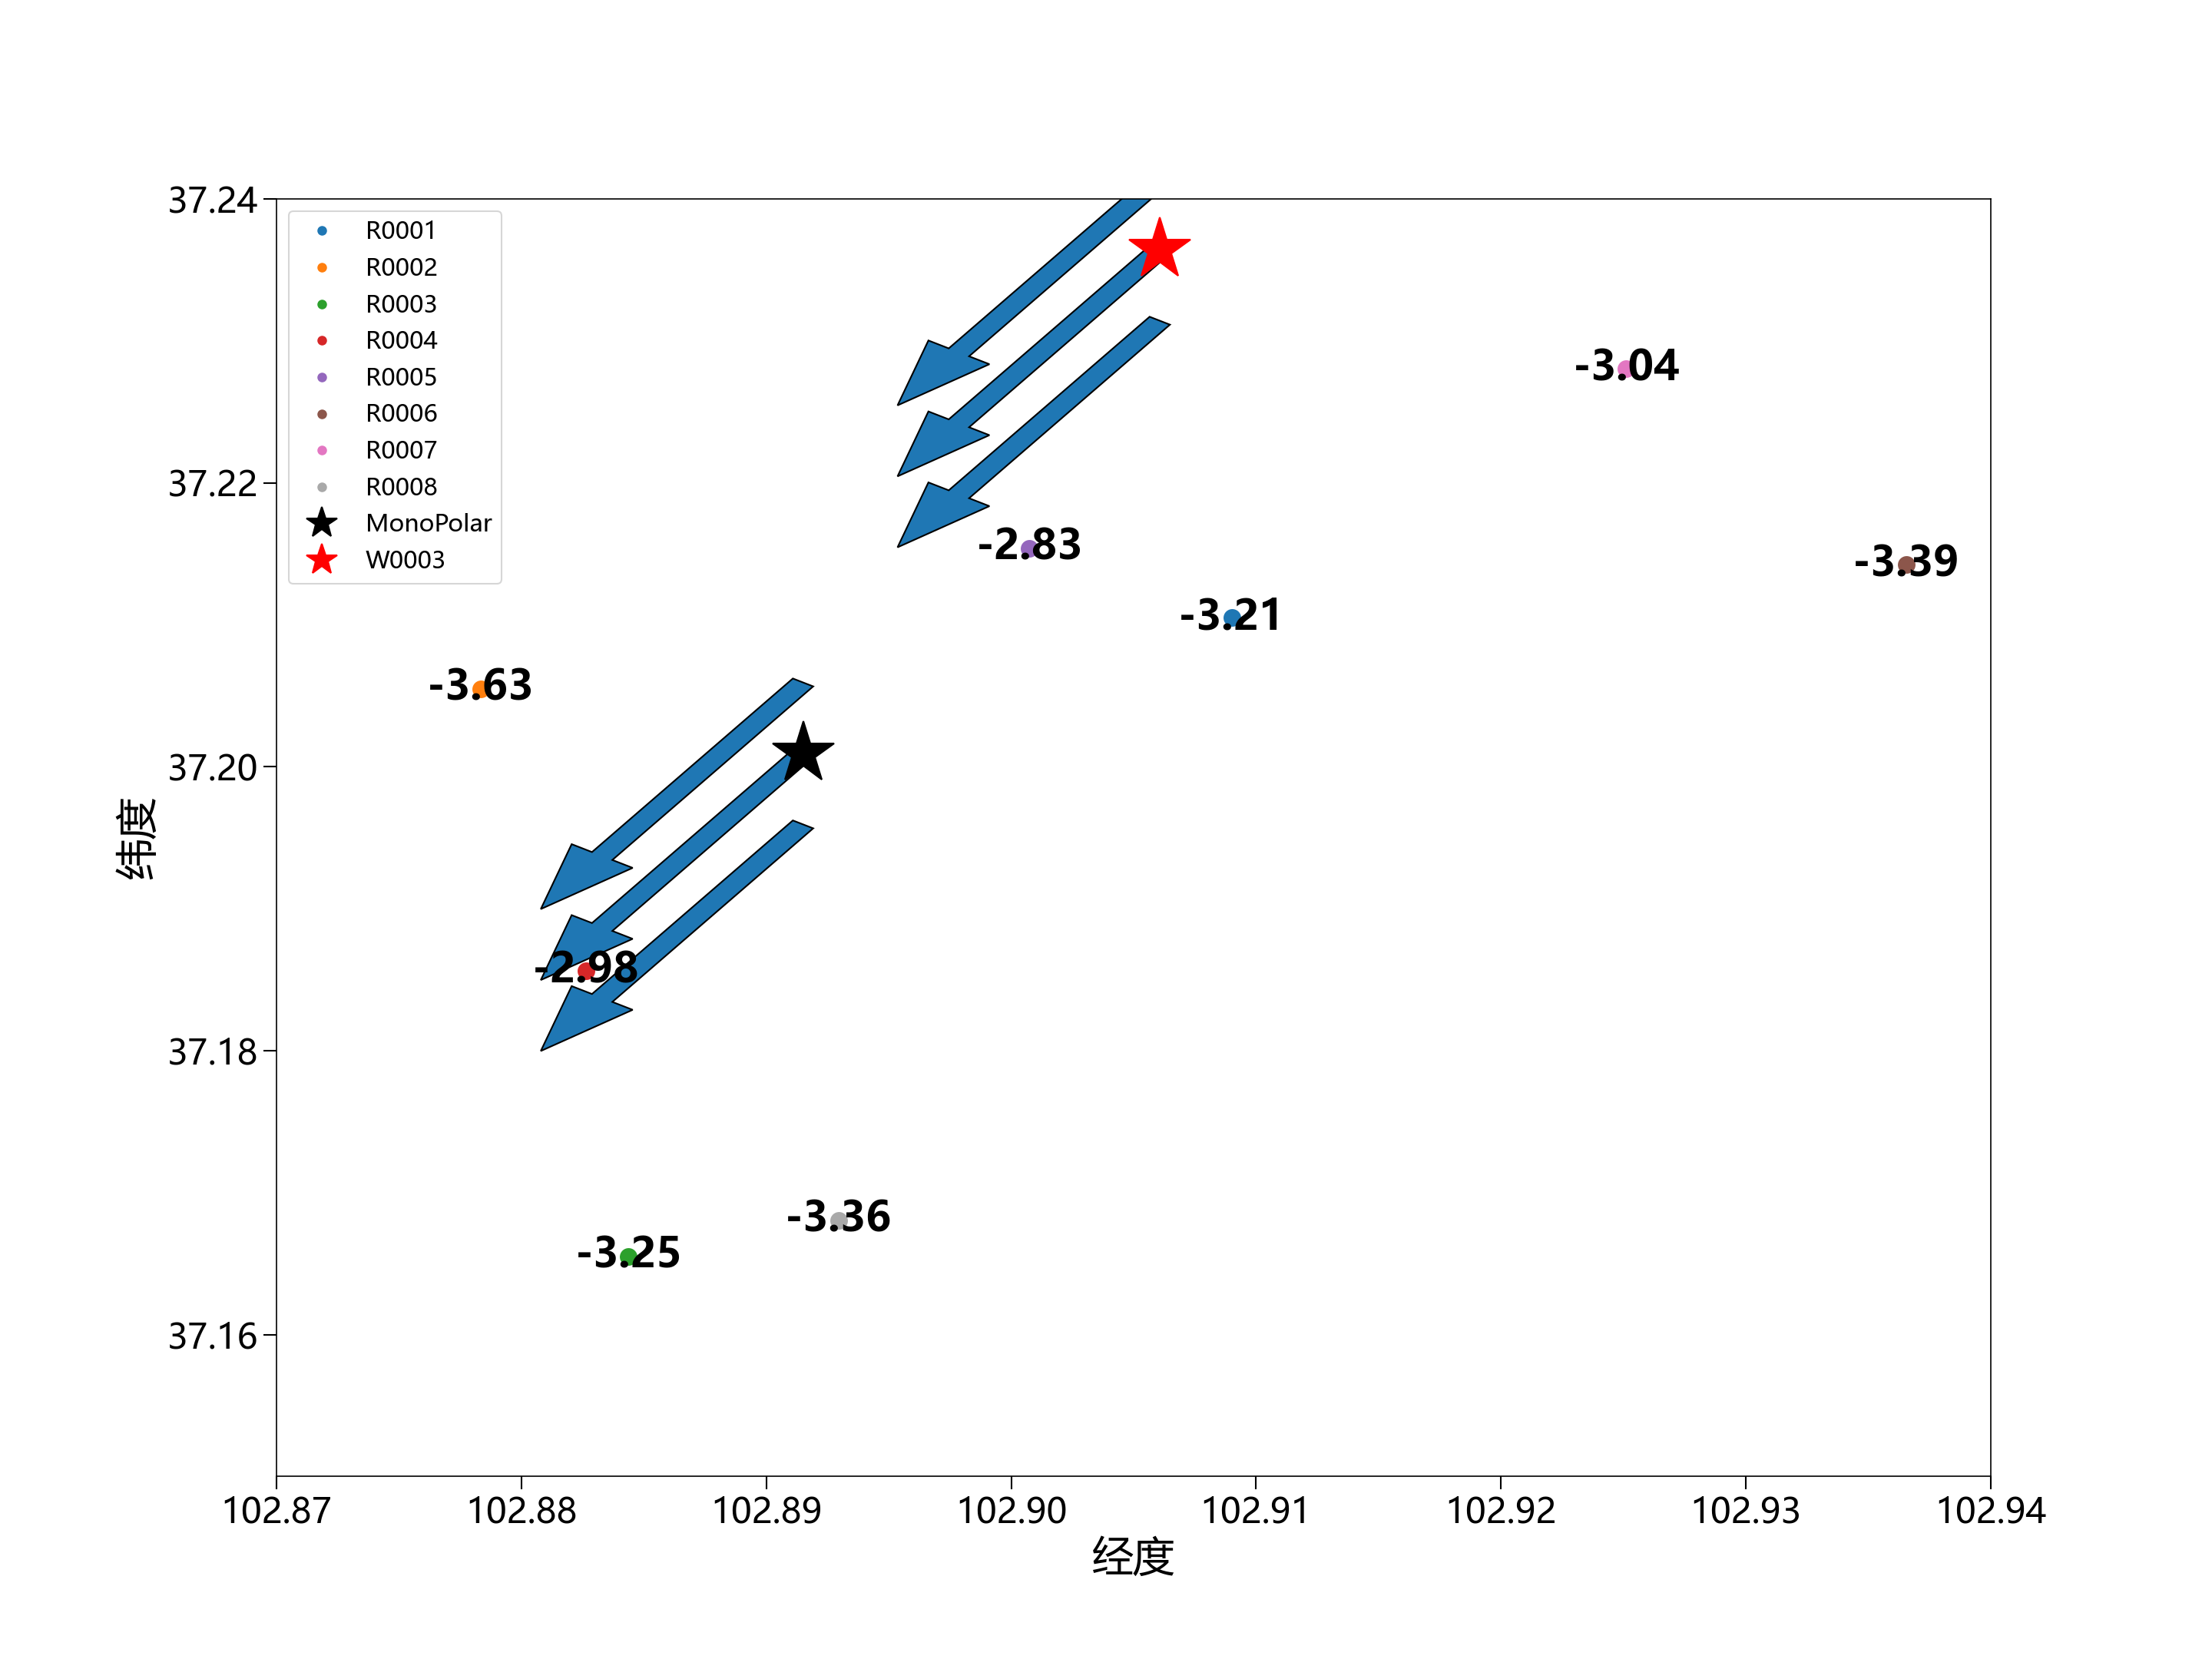 37.24
37.22
37.20
37.18
37.16
纬度
R0001
R0002
R0003
R0004
R0005
R0006
R0007
R0008
MonoPolar
W0003
-3.04
-2.83
-3.39
-3.21
-3.63
-2.98
-3.36
-3.25
102.87 102.88 102.89 102.90 102.91 102.92 102.93 102.94
经度